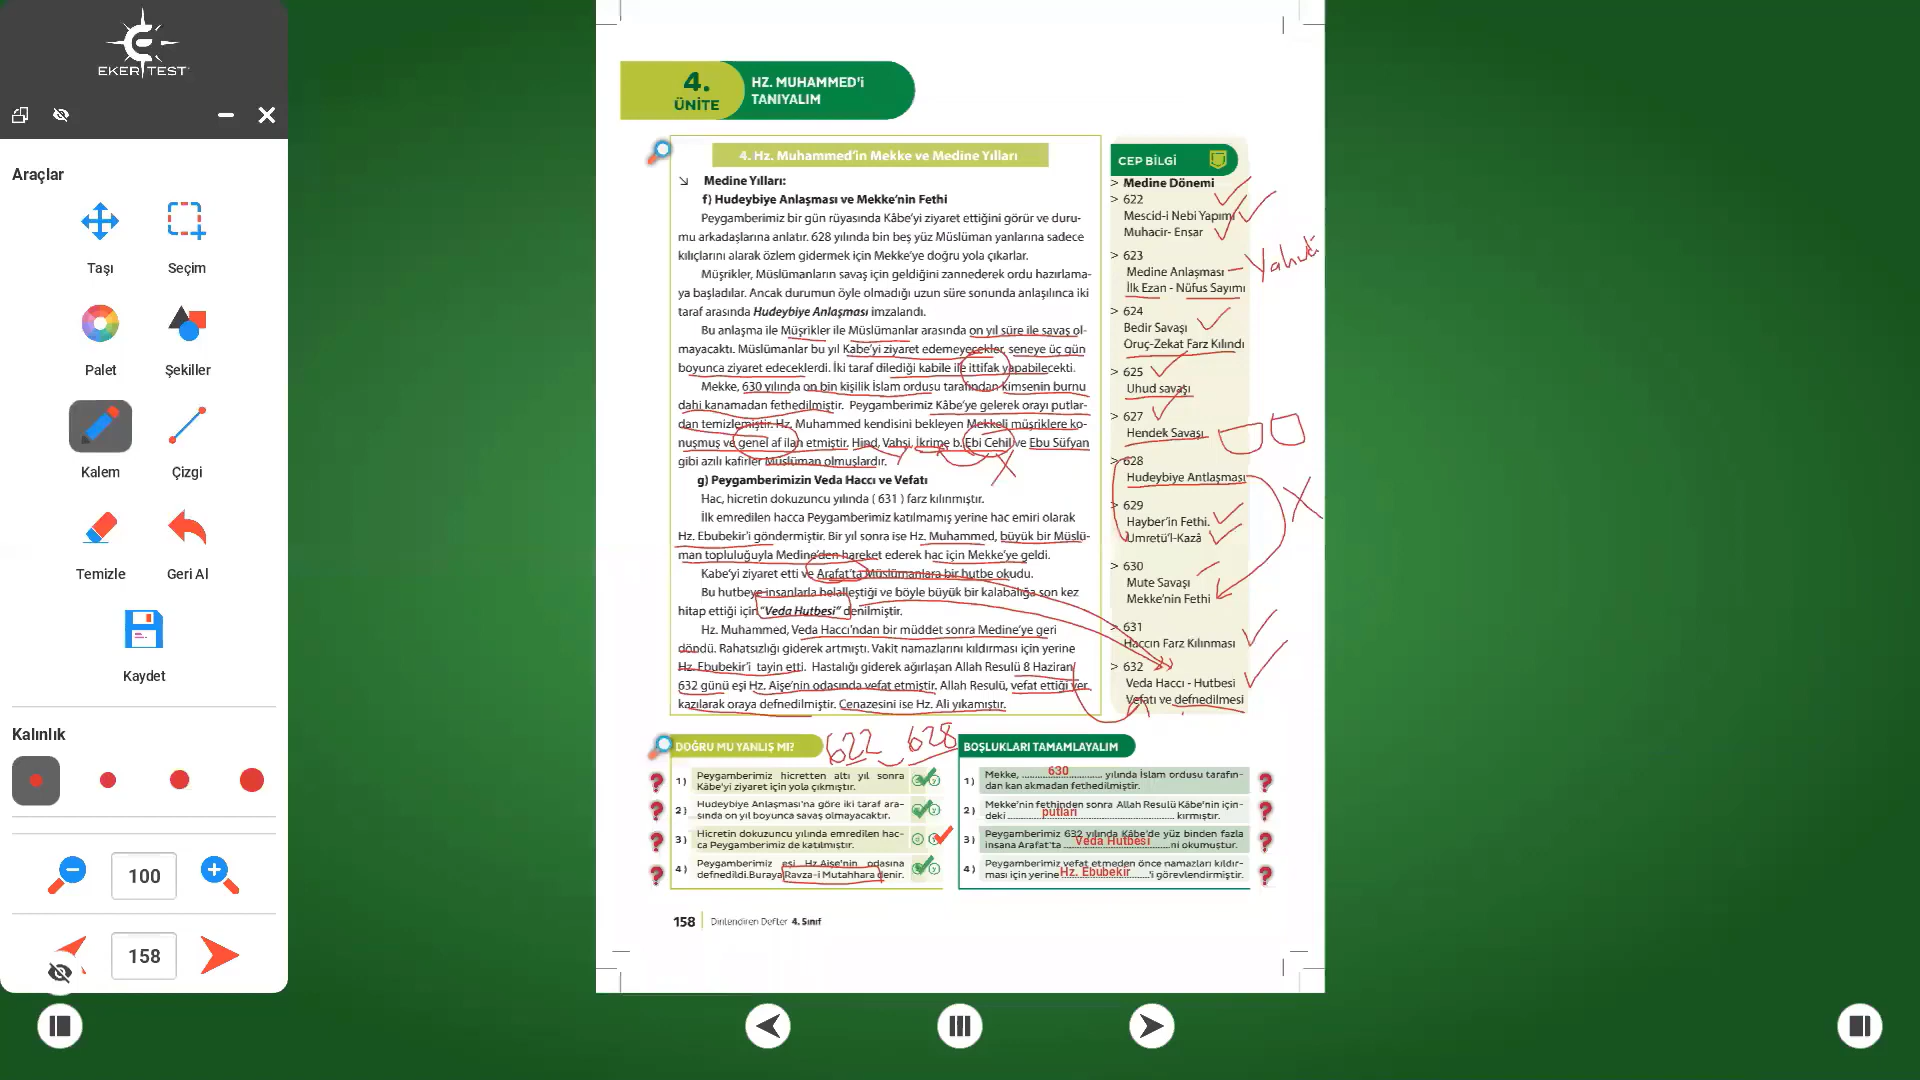 EKER TEST
Araçlar
Taşı
Seçim
Palet
Şekiller
Kalem
Çizgi
Temizle
Geri Al
Kaydet
Kalınlık
100
158
4.
ÜNİTE
HZ. MUHAMMED'i
TANIYALIM
4. Hz. Muhammed'in Mekke ve Medine Yılları
Medine Yılları:
f) Hudeybiye Anlaşması ve Mekke'nin Fethi
Peygamberimiz bir gün rüyasında Kâbe'yi ziyaret ettiğini görür ve duru-
mu arkadaşlarına anlatır. 628 yılında bin beş yüz Müslüman yanlarına sadece
kılıçlarını alarak özlem gidermek için Mekke'ye doğru yola çıkarlar.
Müşrikler, Müslümanların savaş için geldiğini zannederek ordu hazırlama-
ya başladılar. Ancak durumun öyle olmadığı uzun süre sonunda anlaşılınca iki
taraf arasında Hudeybiye Anlaşması imzalandı.
Bu anlaşma ile Müşrikler ile Müslümanlar arasında on yıl süre ile savaş ol-
mayacaktı. Müslümanlar bu yıl Kabe'yi ziyaret edemeyecekler, seneye üç gün
boyunca ziyaret edeceklerdi. İki taraf dilediği kabile ile ittifak yapabilecekti.
Mekke, 630 yılında on bin kişilik İslam ordusu tarafından kimsenin burnu
dahi kanamadan fethedilmiştir. Peygamberimiz Kâbe'ye gelerek orayı putlar-
dan temizlemiştir. Hz. Muhammed kendisini bekleyen Mekkeli müşriklere ko-
nuşmuş ve genel af ilan etmiştir. Hind, Vahşi, İkrime b. Ebi Cehil ve Ebu Süfyan
gibi azılı kafirler Müslüman olmuşlardır.
g) Peygamberimizin Veda Haccı ve Vefatı
Hac, hicretin dokuzuncu yılında ( 631 ) farz kılınmıştır.
İlk emredilen hacca Peygamberimiz katılmamış yerine hac emiri olarak
Hz. Ebubekir'i göndermiştir. Bir yıl sonra ise Hz. Muhammed, büyük bir Müslü-
man topluluğuyla Medine'den hareket ederek hac için Mekke'ye geldi.
Kabe'yi ziyaret etti ve Arafat'ta Müslümanlara bir hutbe okudu.
Bu hutbeye insanlarla helalleştiği ve böyle büyük bir kalabalığa son kez
hitap ettiği için "Veda Hutbesi" denilmiştir.
Hz. Muhammed, Veda Haccı'ndan bir müddet sonra Medine'ye geri
döndü. Rahatsızlığı giderek artmıştı. Vakit namazlarını kıldırması için yerine
Hz. Ebubekir'i tayin etti. Hastalığı giderek ağırlaşan Allah Resulü 8 Haziran
632 günü eşi Hz. Aişe'nin odasında vefat etmiştir. Allah Resulü, vefat ettiği yer
kazılarak oraya defnedilmiştir. Cenazesini ise Hz. Ali yıkamıştır.
CEP BİLGİ
> Medine Dönemi
> 622
Mescid-i Nebi Yapımı
Muhacir- Ensar
> 623
Medine Anlaşması
Yahudi
İlk Ezan - Nüfus Sayımı
> 624
Bedir Savaşı
Oruç-Zekat Farz Kılındı
> 625
Uhud savaşı
> 627
Hendek Savaşı
> 628
Hudeybiye Antlaşması
> 629
Hayber'in Fethi.
Umretü'l-Kazâ
> 630
Mute Savaşı
Mekke'nin Fethi
> 631
Haccın Farz Kılınması
> 632
Veda Haccı - Hutbesi
Vefatı ve defnedilmesi
DOĞRU MU YANLIŞ MI?
622 628
1) Peygamberimiz hicretten altı yıl sonra
Kâbe'yi ziyaret için yola çıkmıştır.
2) Hudeybiye Anlaşması'na göre iki taraf ara-
sında on yıl boyunca savaş olmayacaktır.
3) Hicretin dokuzuncu yılında emredilen hac-
ca Peygamberimiz de katılmıştır.
4) Peygamberimiz eşi Hz.Aişe'nin odasına
defnedildi.Buraya Ravza-i Mutahhara denir.
BOŞLUKLARI TAMAMLAYALIM
1) Mekke, 630 yılında İslam ordusu tarafın-
dan kan akmadan fethedilmiştir.
2) Mekke'nin fethinden sonra Allah Resulü Kâbe'nin için-
deki putları kırmıştır.
3) Peygamberimiz 632 yılında Kâbe'de yüz binden fazla
insana Arafat'ta Veda Hutbesi ni okumuştur.
4) Peygamberimiz vefat etmeden önce namazları kıldır-
ması için yerine Hz. Ebubekir 'i görevlendirmiştir.
158 Dinlendiren Defter 4. Sınıf